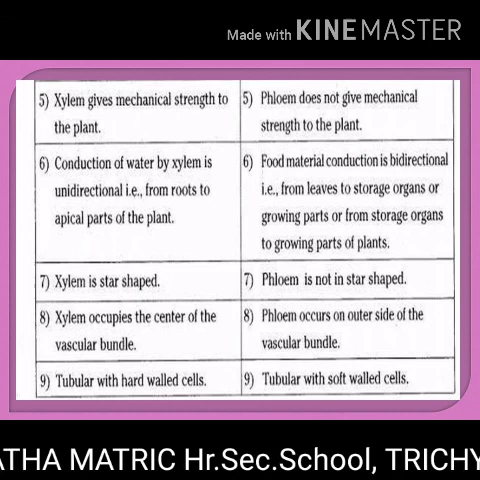 Made with KINEMASTER
5) Xylem gives mechanical strength to
the plant.
5) Phloem does not give mechanical
strength to the plant.
6) Conduction of water by xylem is
unidirectional i.e., from roots to
apical parts of the plant.
6) Food material conduction is bidirectional
i.e., from leaves to storage organs or
growing parts or from storage organs
to growing parts of plants.
7) Xylem is star shaped.
7) Phloem is not in star shaped.
8) Xylem occupies the center of the
vascular bundle.
8) Phloem occurs on outer side of the
vascular bundle.
9) Tubular with hard walled cells.
9) Tubular with soft walled cells.
ATHA MATRIC Hr.Sec.School, TRICHY